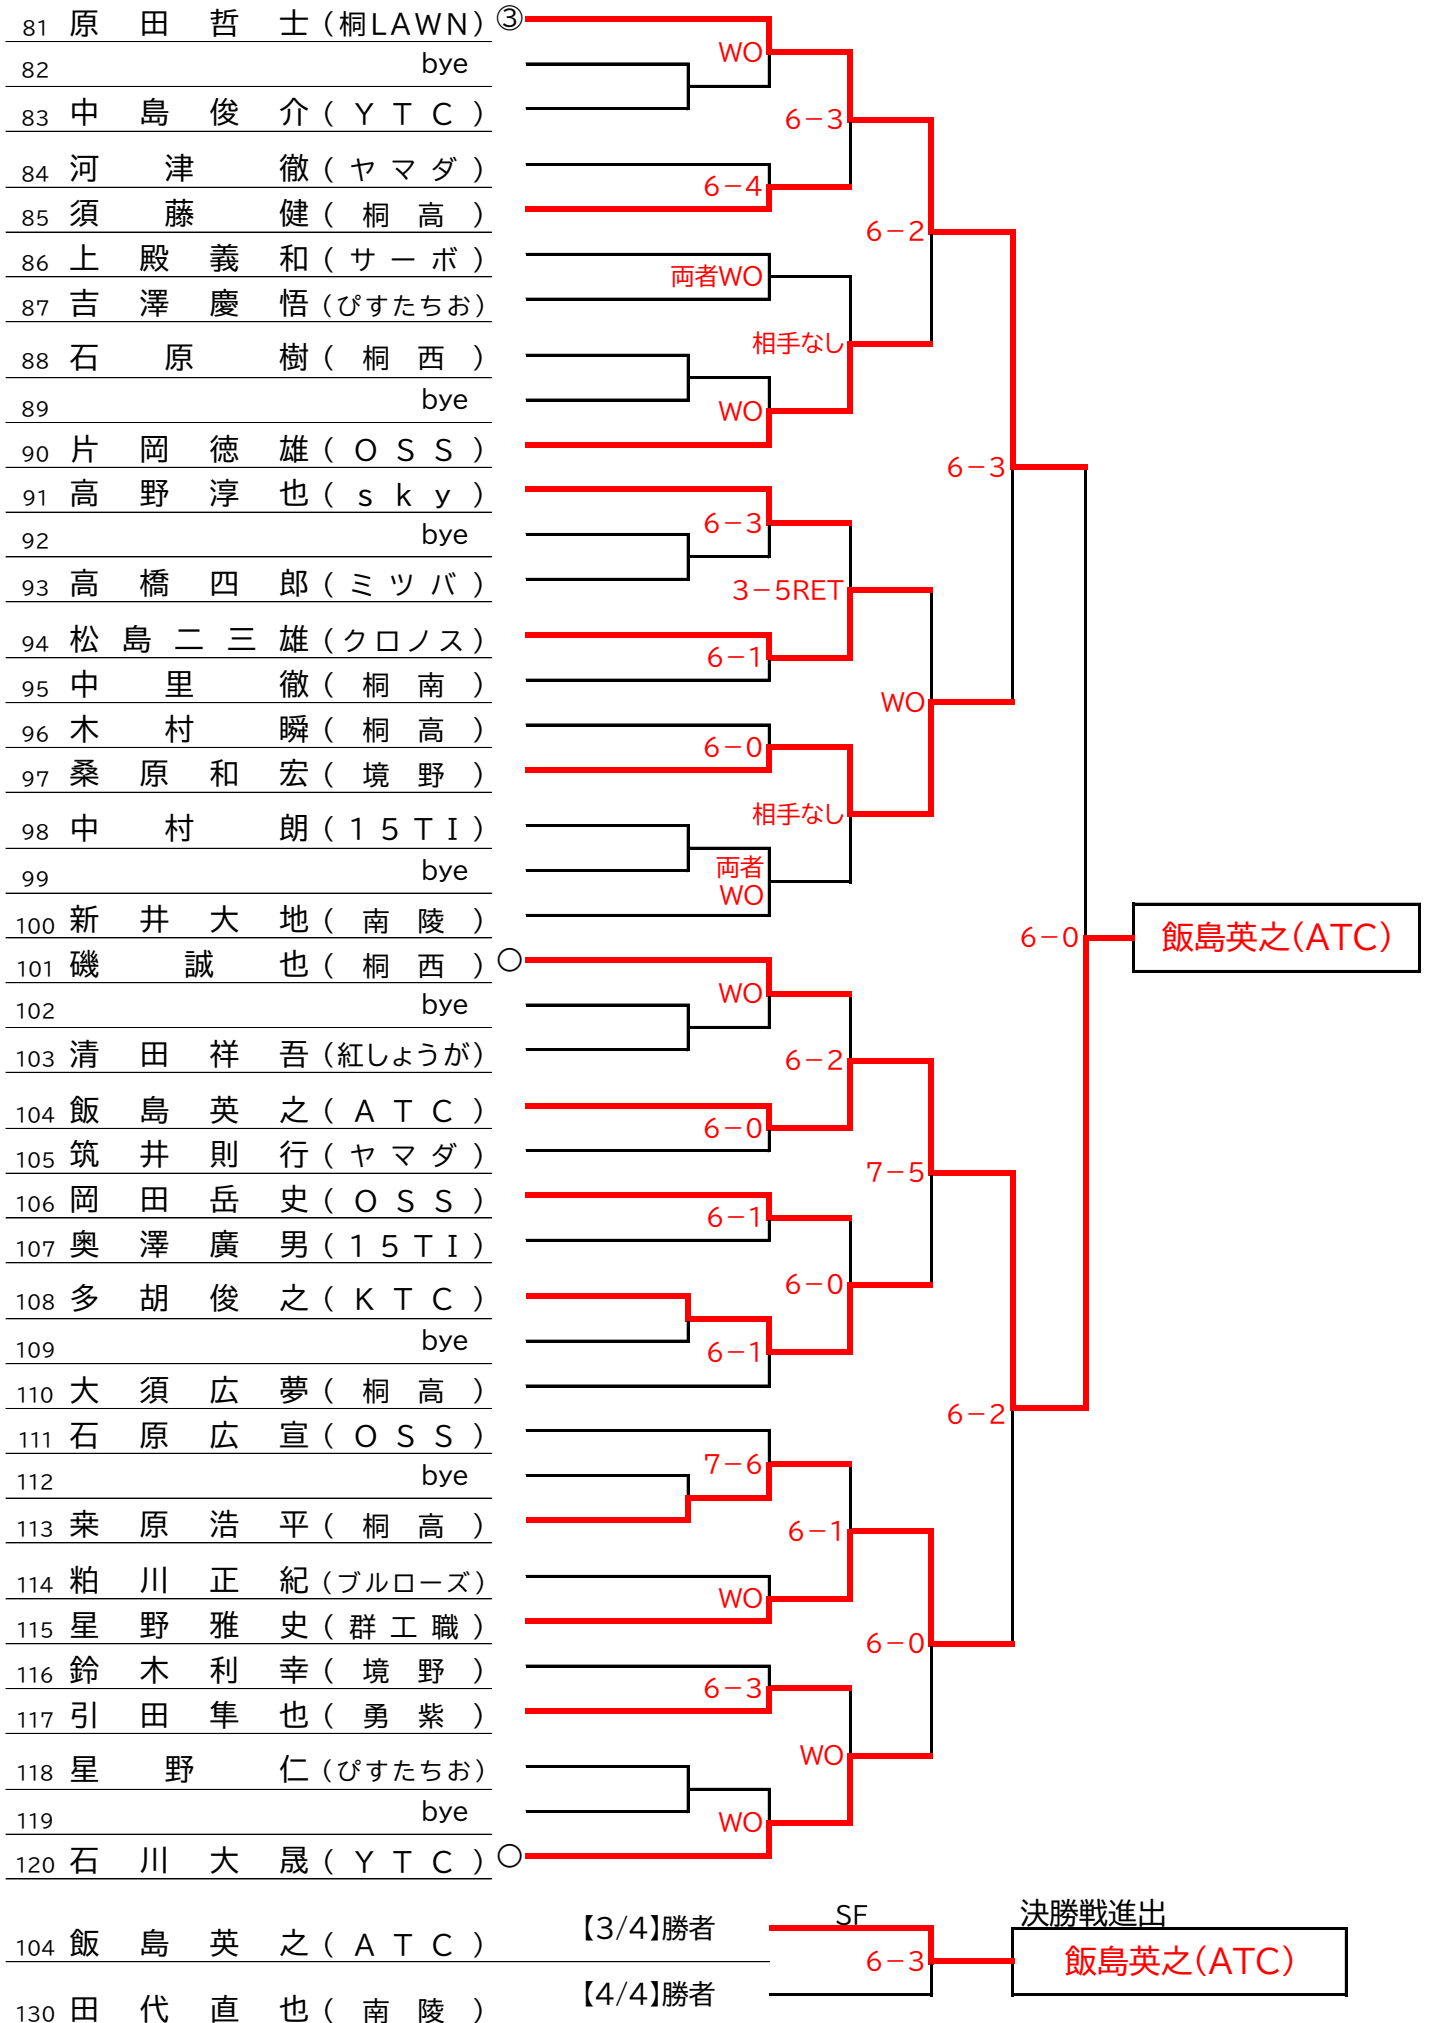 81 原田哲士(桐LAWN) ③
WO
82 bye
83 中島俊介(YTC)
6-3
84 河津徹(ヤマダ)
6-4
85 須藤健(桐高)
6-2
86 上殿義和(サーボ)
両者WO
87 吉澤慶悟(ぴすたちお)
相手なし
88 石原樹(桐西)
89 bye
WO
90 片岡徳雄(OSS)
6-3
91 高野淳也(sky)
6-3
92 bye
93 高橋四郎(ミツバ)
3-5RET
94 松島二三雄(クロノス)
6-1
95 中里徹(桐南)
WO
96 木村瞬(桐高)
6-0
97 桑原和宏(境野)
相手なし
98 中村朗(15TI)
99 bye
両者
WO
100 新井大地(南陵)
6-0 飯島英之(ATC)
101 磯誠也(桐西) ○
WO
102 bye
103 清田祥吾(紅しょうが)
6-2
104 飯島英之(ATC)
6-0
105 筑井則行(ヤマダ)
7-5
106 岡田岳史(OSS)
6-1
107 奥澤廣男(15TI)
6-0
108 多胡俊之(KTC)
109 bye
6-1
110 大須広夢(桐高)
6-2
111 石原広宣(OSS)
7-6
112 bye
113 桒原浩平(桐高)
6-1
114 粕川正紀(ブルローズ)
WO
115 星野雅史(群工職)
6-0
116 鈴木利幸(境野)
6-3
117 引田隼也(勇紫)
WO
118 星野仁(ぴすたちお)
119 bye
WO
120 石川大晟(YTC) ○
【3/4】勝者 SF 決勝戦進出
104 飯島英之(ATC)
6-3 飯島英之(ATC)
【4/4】勝者
130 田代直也(南陵)